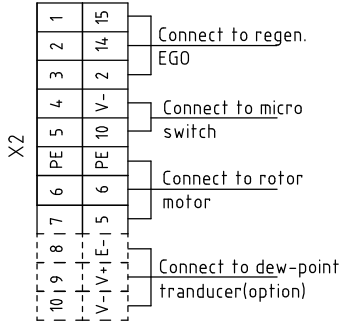 X2
1 15
2 14
3 2
4 V-
5 10
PE PE
6 6
7 5
8 E-
9 V+
10 V-
Connect to regen.
EGO
Connect to micro
switch
Connect to rotor
motor
Connect to dew-point
tranducer(option)